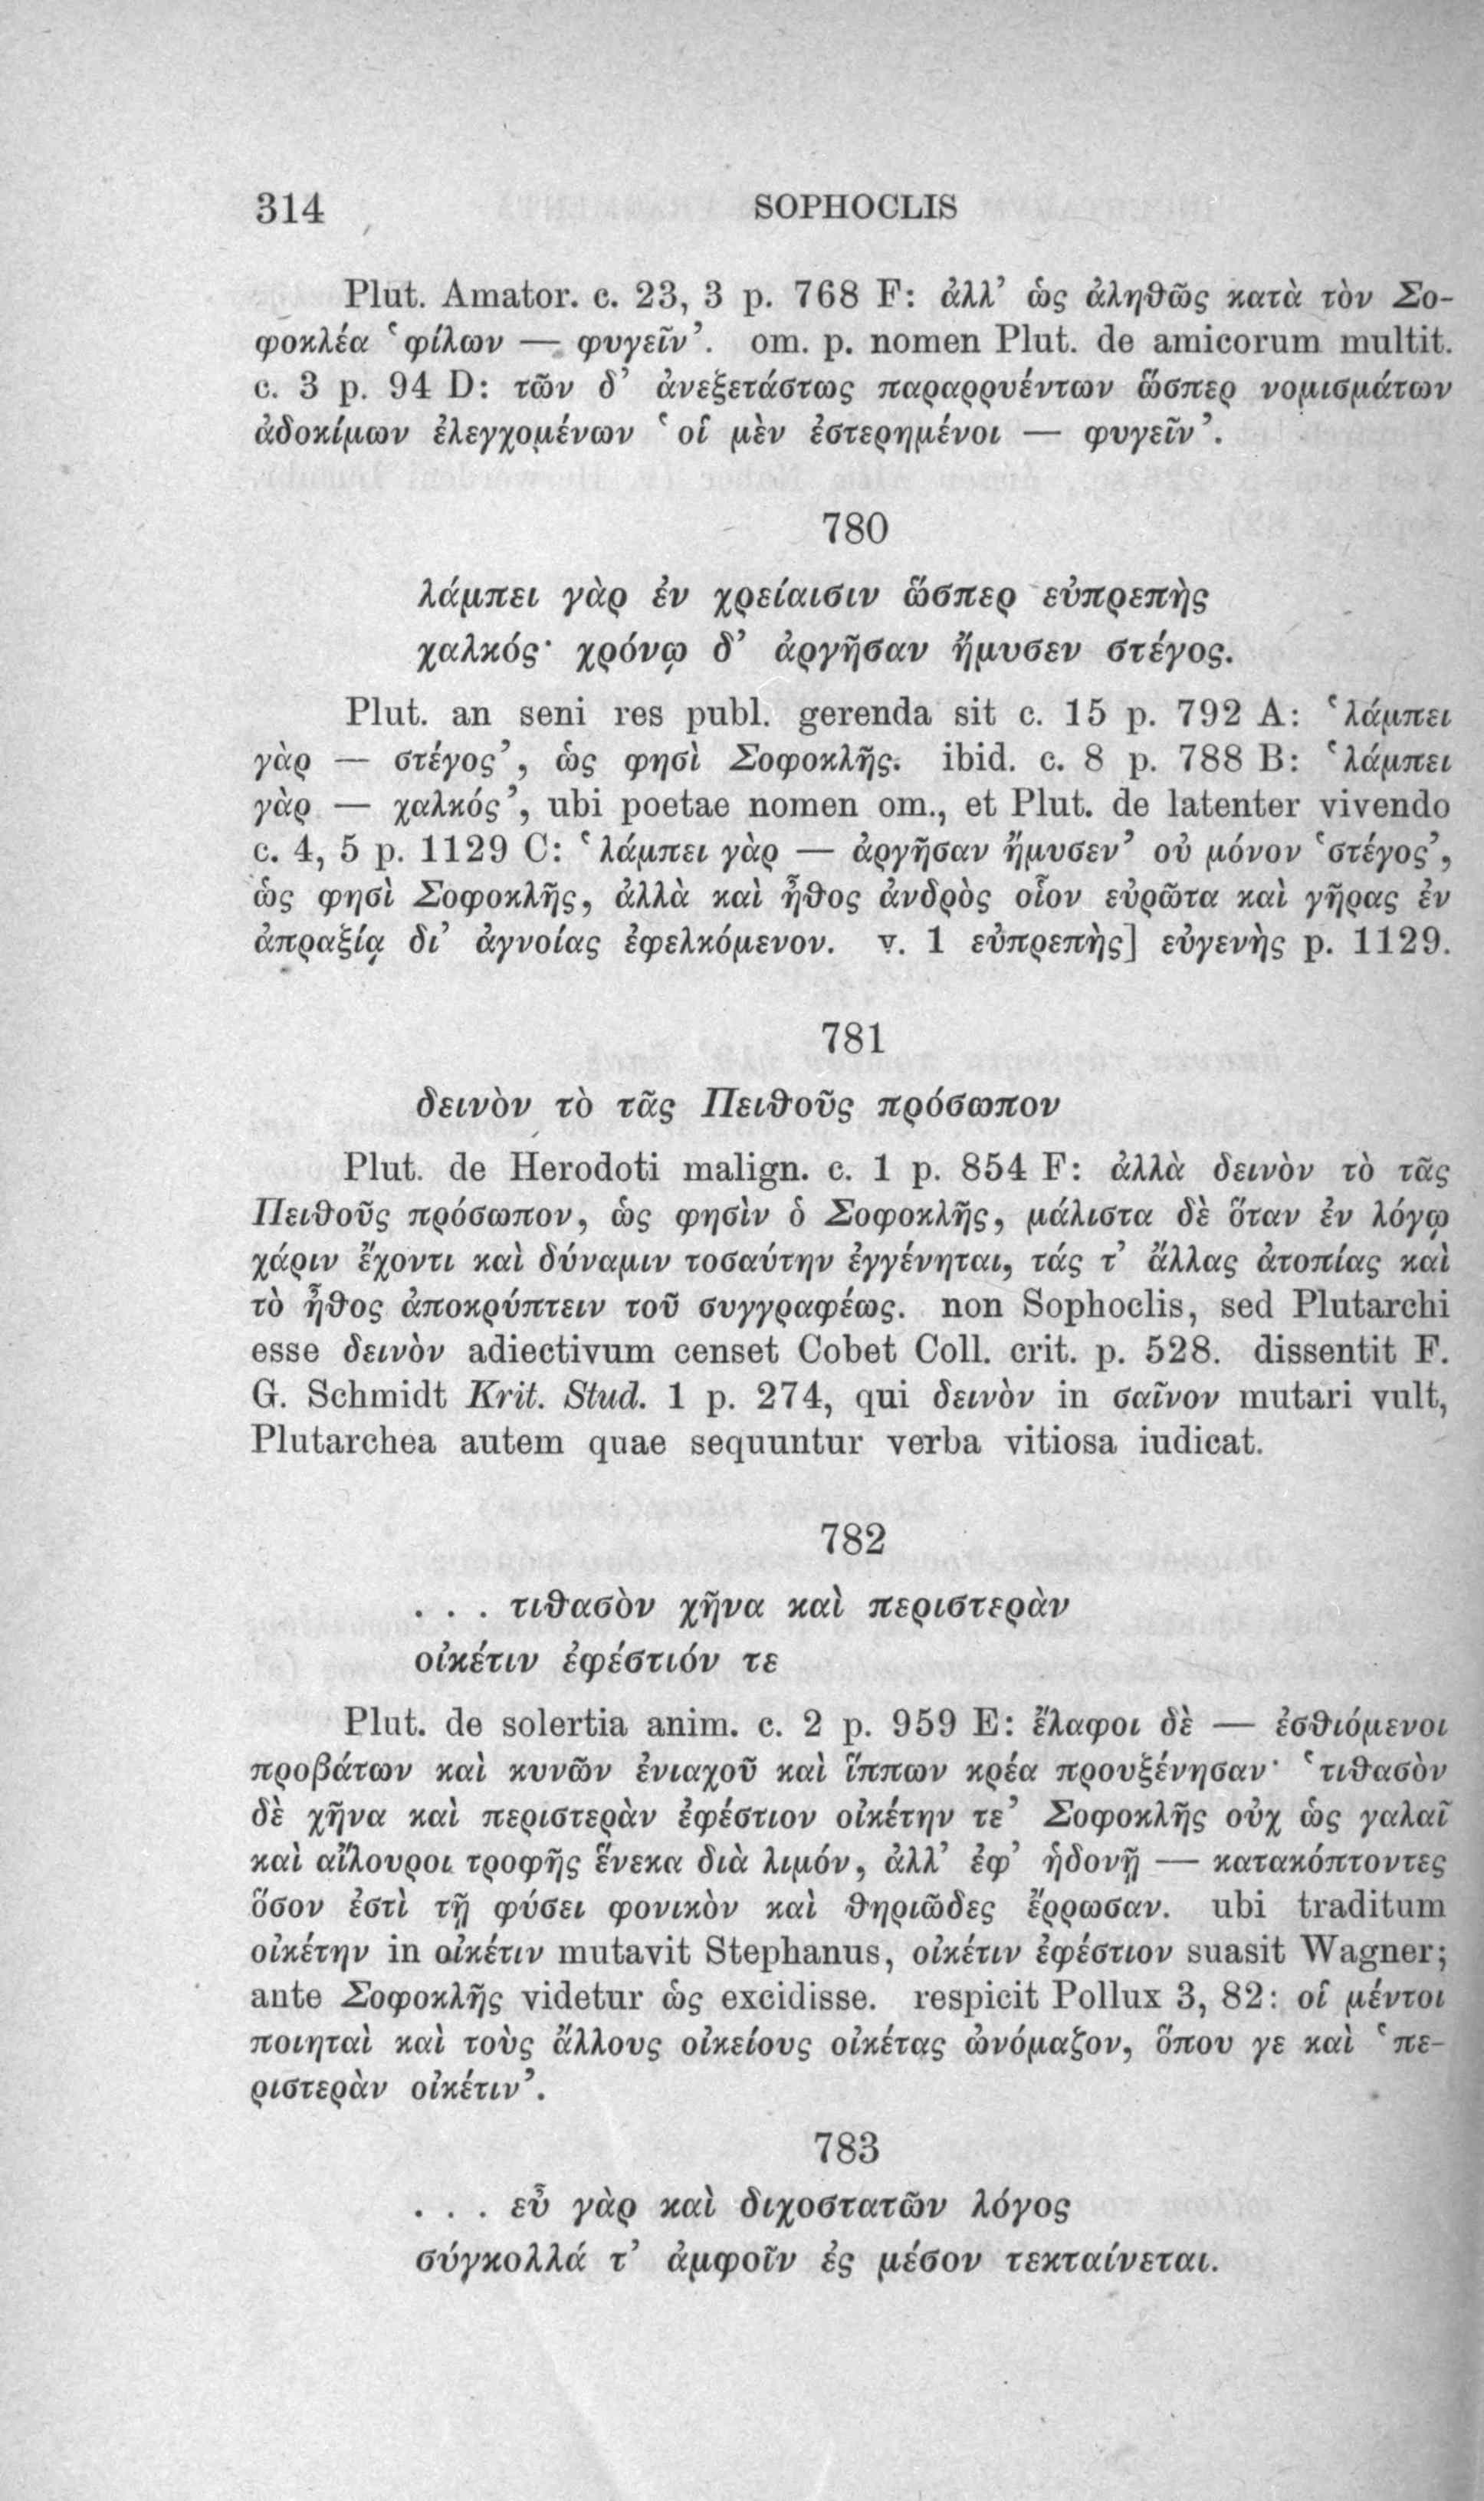 314 SOPHOCLIS
Plut. Amator. c. 23, 3 p. 768 F: ἀλλ’ ὡς ἀληϑῶς κατὰ τὸν Σο-
φοκλέα ‘φίλων — φυγεῖν’. om. p. nomen Plut. de amicorum multit.
c. 3 p. 94 D: τῶν δ’ ἀνεξετάστως παραρρυέντων ὥσπερ νομισμάτων
ἀδοκίμων ἐλεγχομένων ‘οἱ μὲν ἐστερημένοι — φυγεῖν’.
780
λάμπει γὰρ ἐν χρείαισιν ὥσπερ εὐπρεπὴς
χαλκός· χρόνῳ δ’ ἀργῆσαν ἤμυσεν στέγος.
Plut. an seni res publ. gerenda sit c. 15 p. 792 A: ‘λάμπει
γὰρ — στέγος’, ὥς φησι Σοφοκλῆς. ibid. c. 8 p. 788 B: ‘λάμπει
γὰρ — χαλκός’, ubi poetae nomen om., et Plut. de latenter vivendo
c. 4, 5 p. 1129 C: ‘λάμπει γὰρ — ἀργῆσαν ἤμυσεν’ οὐ μόνον ‘στέγος’,
ὥς φησι Σοφοκλῆς, ἀλλὰ καὶ ἦϑος ἀνδρὸς οἷον εὐρῶτα καὶ γῆρας ἐν
ἀπραξίᾳ δι’ ἀγνοίας ἐφελκόμενον. v. 1 εὐπρεπὴς] εὐγενὴς p. 1129.
781
δεινὸν τὸ τᾶς Πειϑοῦς πρόσωπον
Plut. de Herodoti malign. c. 1 p. 854 F: ἀλλὰ δεινὸν τὸ τᾶς
Πειϑοῦς πρόσωπον, ὡς φησὶν ὁ Σοφοκλῆς, μάλιστα δὲ ὅταν ἐν λόγῳ
χάριν ἔχοντι καὶ δύναμιν τοσαύτην ἐγγένηται, τάς τ’ ἄλλας ἀτοπίας καὶ
τὸ ἦϑος ἀποκρύπτειν τοῦ συγγραφέως. non Sophoclis, sed Plutarchi
esse δεινὸν adiectivum censet Cobet Coll. crit. p. 528. dissentit F.
G. Schmidt Krit. Stud. 1 p. 274, qui δεινὸν in σαῖνον mutari vult,
Plutarchea autem quae sequuntur verba vitiosa iudicat.
782
. . . τιϑασὸν χῆνα καὶ περιστερὰν
οἰκέτιν ἐφέστιόν τε
Plut. de solertia anim. c. 2 p. 959 E: ἔλαφοι δὲ — ἐσϑιόμενοι
προβάτων καὶ κυνῶν ἐνιαχοῦ καὶ ἵππων κρέα προυξένησαν· ‘τιϑασὸν
δὲ χῆνα καὶ περιστερὰν ἐφέστιον οἰκέτην τε’ Σοφοκλῆς οὐχ ὡς γαλαῖ
καὶ αἴλουροι τροφῆς ἕνεκα διὰ λιμόν, ἀλλ’ ἐφ’ ἡδονῇ — κατακόπτοντες
ὅσον ἐστὶ τῇ φύσει φονικὸν καὶ ϑηριῶδες ἔρρωσαν. ubi traditum
οἰκέτην in οἰκέτιν mutavit Stephanus, οἰκέτιν ἐφέστιον suasit Wagner;
ante Σοφοκλῆς videtur ὡς excidisse. respicit Pollux 3, 82: οἱ μέντοι
ποιηταὶ καὶ τοὺς ἄλλους οἰκείους οἰκέτας ὠνόμαζον, ὅπου γε καὶ ‘πε-
ριστερὰν οἰκέτιν’.
783
. . . εὖ γὰρ καὶ διχοστατῶν λόγος
σύγκολλά τ’ ἀμφοῖν ἐς μέσον τεκταίνεται.